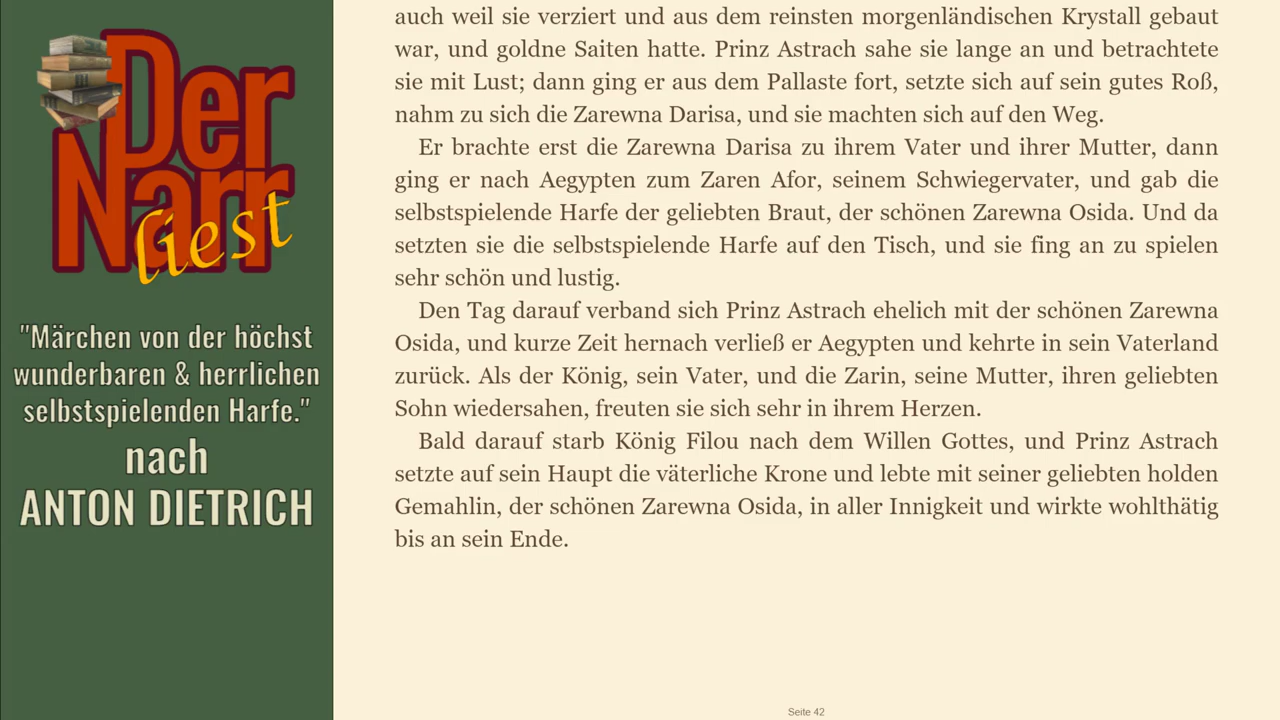 Der
Narr
liest
"Märchen von der höchst
wunderbaren & herrlichen
selbstspielenden Harfe."
nach
ANTON DIETRICH
auch weil sie verziert und aus dem reinsten morgenländischen Krystall gebaut
war, und goldne Saiten hatte. Prinz Astrach sahe sie lange an und betrachtete
sie mit Lust; dann ging er aus dem Pallaste fort, setzte sich auf sein gutes Roß,
nahm zu sich die Zarewna Darisa, und sie machten sich auf den Weg.
Er brachte erst die Zarewna Darisa zu ihrem Vater und ihrer Mutter, dann
ging er nach Aegypten zum Zaren Afor, seinem Schwiegervater, und gab die
selbstspielende Harfe der geliebten Braut, der schönen Zarewna Osida. Und da
setzten sie die selbstspielende Harfe auf den Tisch, und sie fing an zu spielen
sehr schön und lustig.
Den Tag darauf verband sich Prinz Astrach ehelich mit der schönen Zarewna
Osida, und kurze Zeit hernach verließ er Aegypten und kehrte in sein Vaterland
zurück. Als der König, sein Vater, und die Zarin, seine Mutter, ihren geliebten
Sohn wiedersahen, freuten sie sich sehr in ihrem Herzen.
Bald darauf starb König Filou nach dem Willen Gottes, und Prinz Astrach
setzte auf sein Haupt die väterliche Krone und lebte mit seiner geliebten holden
Gemahlin, der schönen Zarewna Osida, in aller Innigkeit und wirkte wohlthätig
bis an sein Ende.
Seite 42